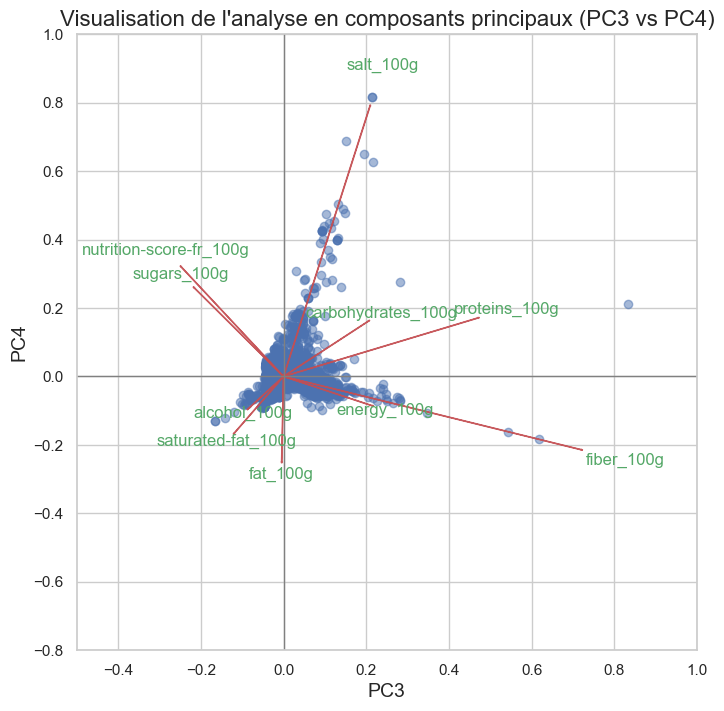 Visualisation de l'analyse en composants principaux (PC3 vs PC4)
1.0
salt_100g
0.8
0.6
0.4
nutrition-score-fr_100g
sugars_100g
0.2
carbohydrates_100g
proteins_100g
PC4
0.0
alcohol_100g
energy_100g
saturated-fat_100g
−0.2
fiber_100g
fat_100g
−0.4
−0.6
−0.8
−0.4
−0.2
0.0
0.2
0.4
0.6
0.8
1.0
PC3